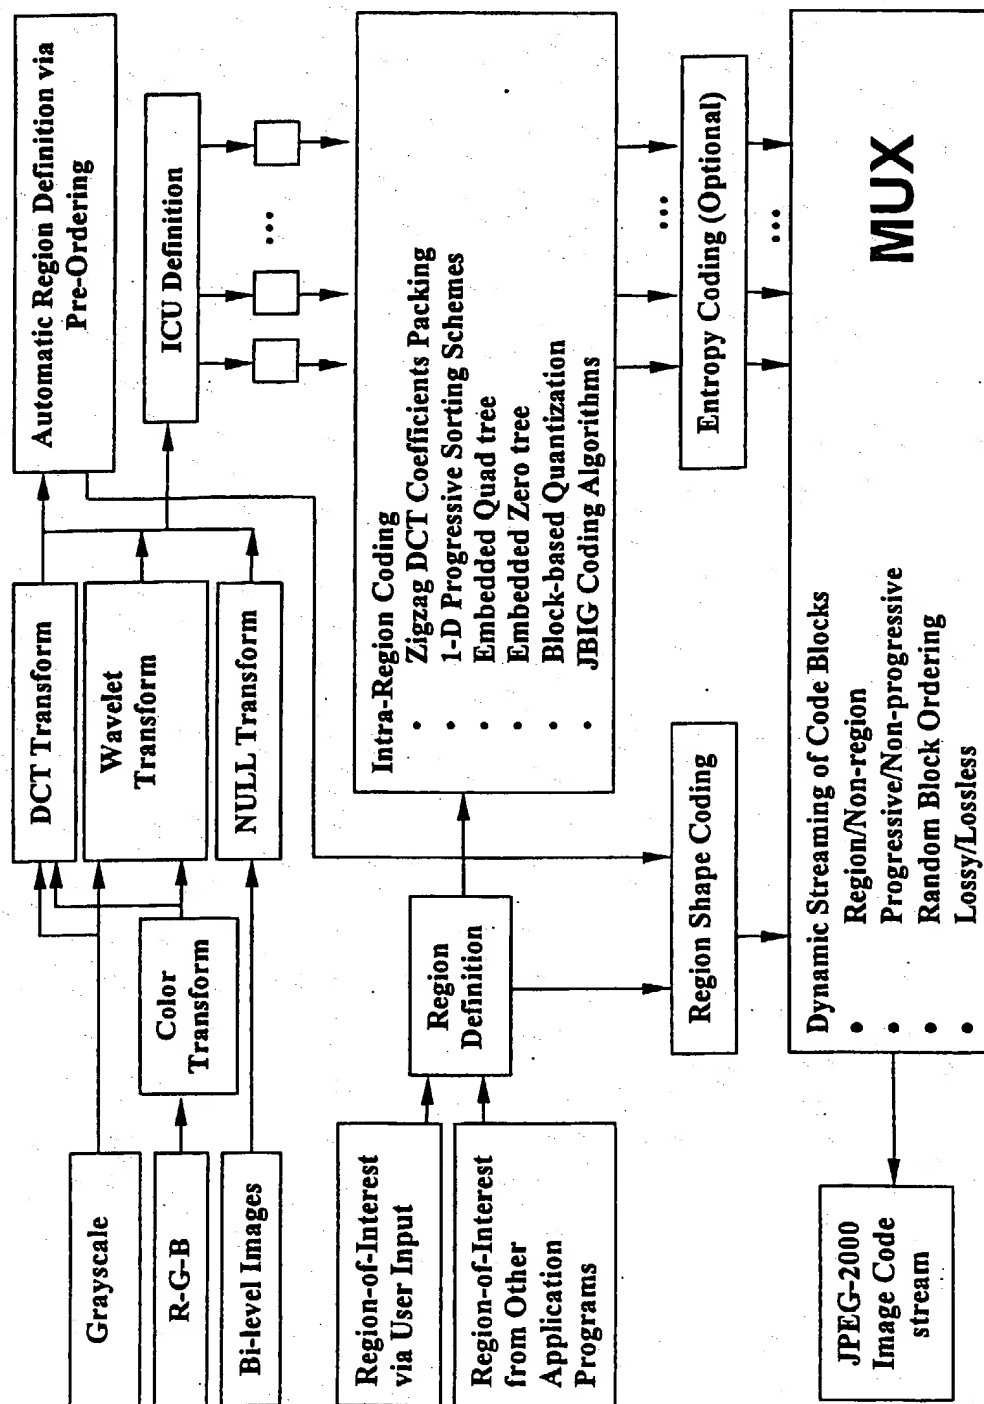 Grayscale
R-G-B
Bi-level Images
Color
Transform
DCT Transform
Wavelet
Transform
NULL Transform
Automatic Region Definition via
Pre-Ordering
ICU Definition
...
Region-of-Interest
via User Input
Region-of-Interest
from Other
Application
Programs
Region
Definition
Intra-Region Coding
• Zigzag DCT Coefficients Packing
• 1-D Progressive Sorting Schemes
• Embedded Quad tree
• Embedded Zero tree
• Block-based Quantization
• JBIG Coding Algorithms
...
Region Shape Coding
Entropy Coding (Optional)
...
Dynamic Streaming of Code Blocks
• Region/Non-region
• Progressive/Non-progressive
• Random Block Ordering
• Lossy/Lossless
MUX
JPEG-2000
Image Code
stream